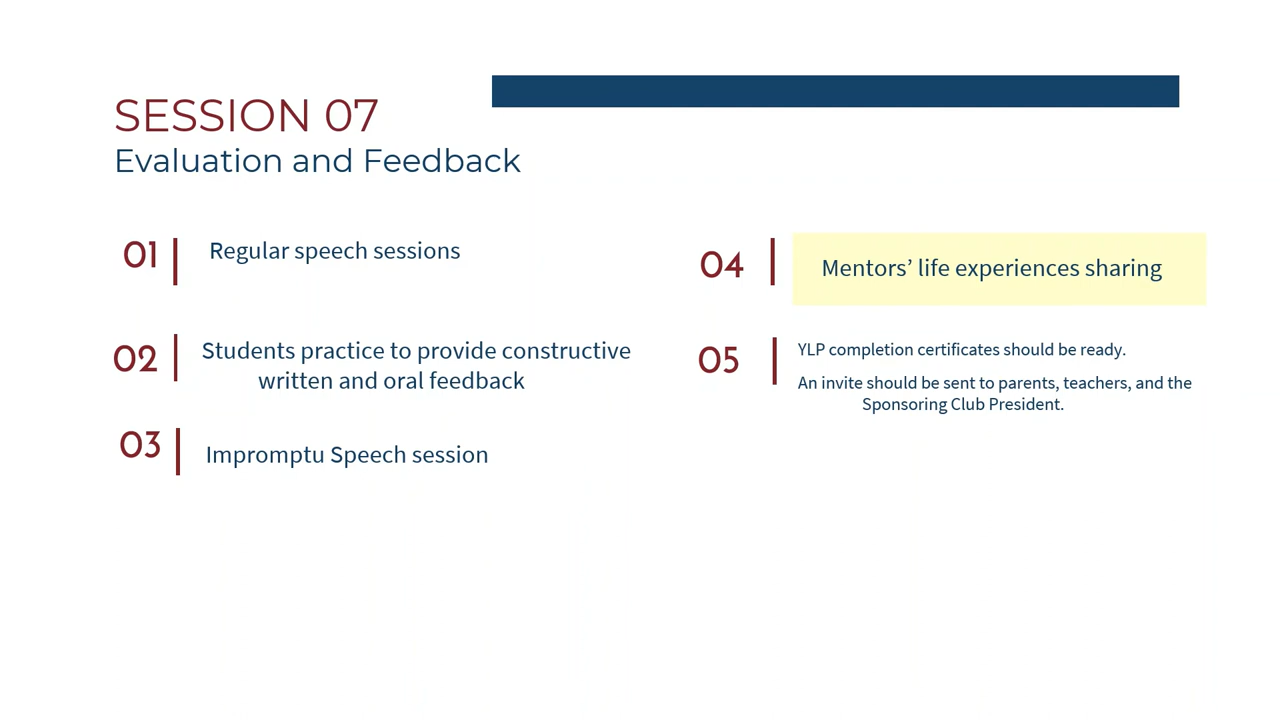 SESSION 07
Evaluation and Feedback
01
Regular speech sessions
02
Students practice to provide constructive
written and oral feedback
03
Impromptu Speech session
04
Mentors’ life experiences sharing
05
YLP completion certificates should be ready.
An invite should be sent to parents, teachers, and the
Sponsoring Club President.